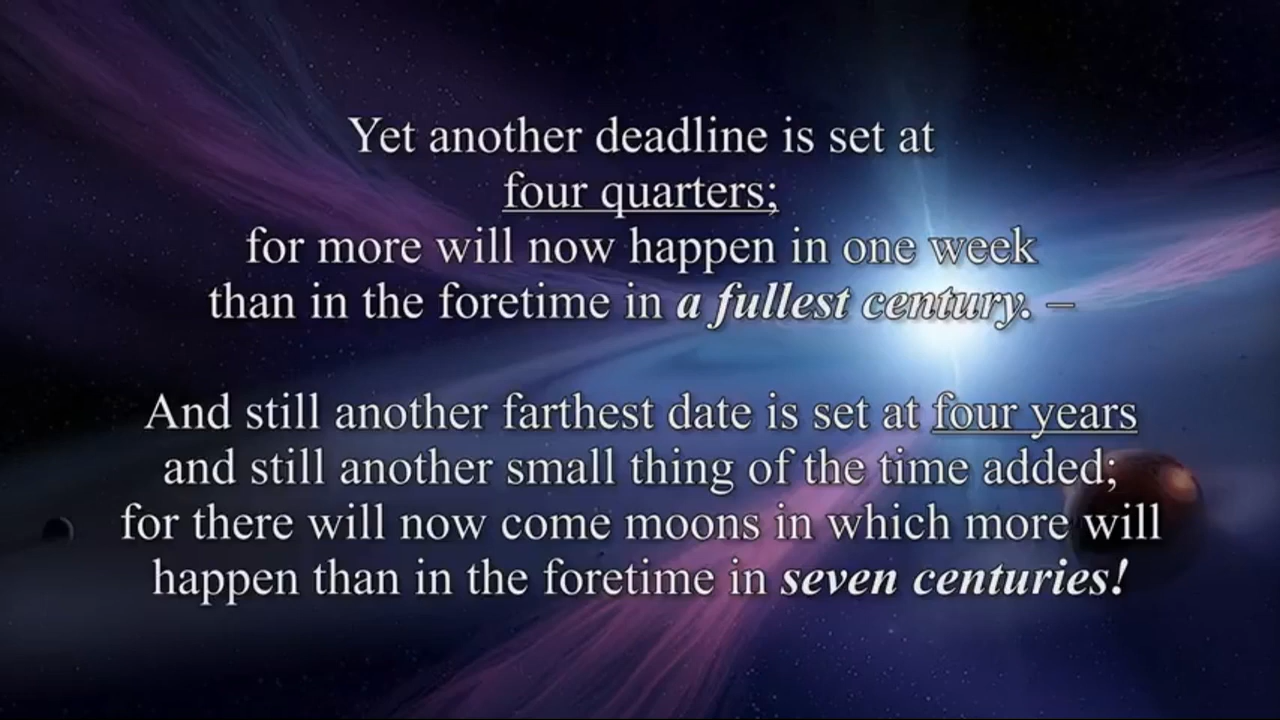 Yet another deadline is set at
four quarters;
for more will now happen in one week
than in the foretime in a fullest century. –
And still another farthest date is set at four years
and still another small thing of the time added;
for there will now come moons in which more will
happen than in the foretime in seven centuries!